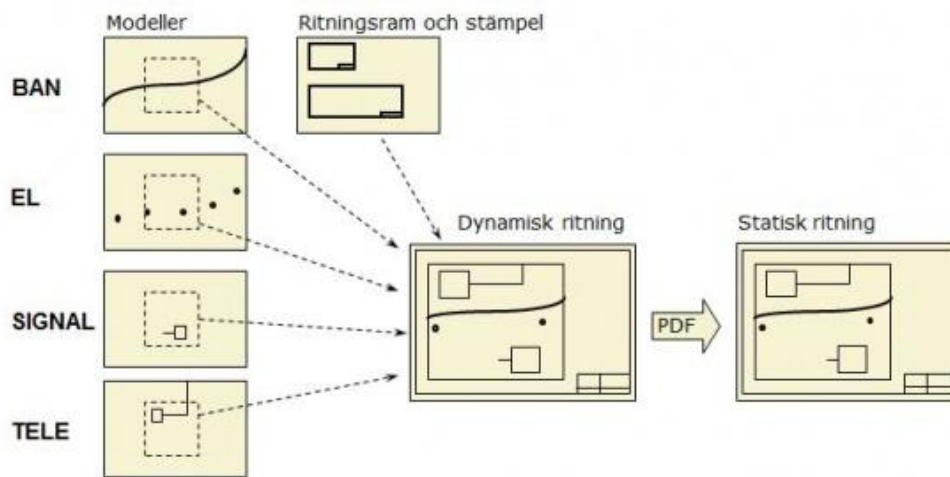 Modeller
Ritningsram och stämpel
BAN
EL
Dynamisk ritning
Statisk ritning
SIGNAL
PDF
TELE